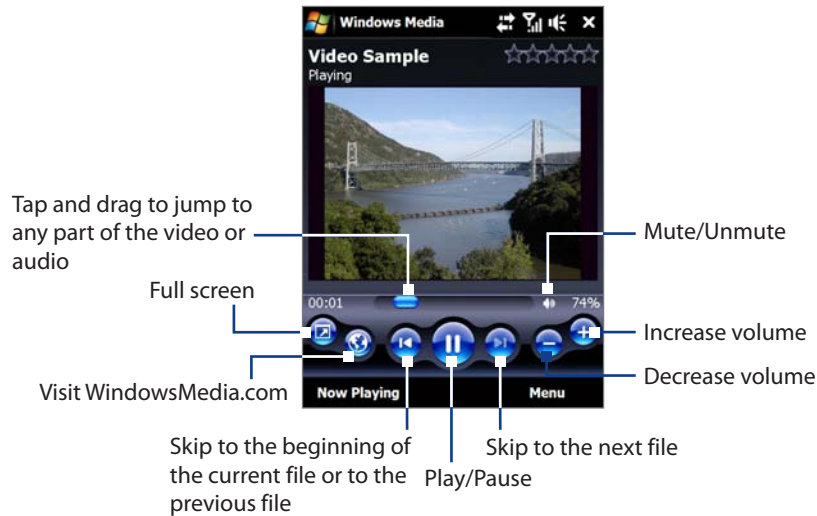 Windows Media
Video Sample
Playing
Tap and drag to jump to
any part of the video or
audio
Mute/Unmute
Full screen
00:01
74%
Increase volume
Decrease volume
Visit WindowsMedia.com
Now Playing
Menu
Skip to the beginning of
the current file or to the
previous file
Play/Pause
Skip to the next file